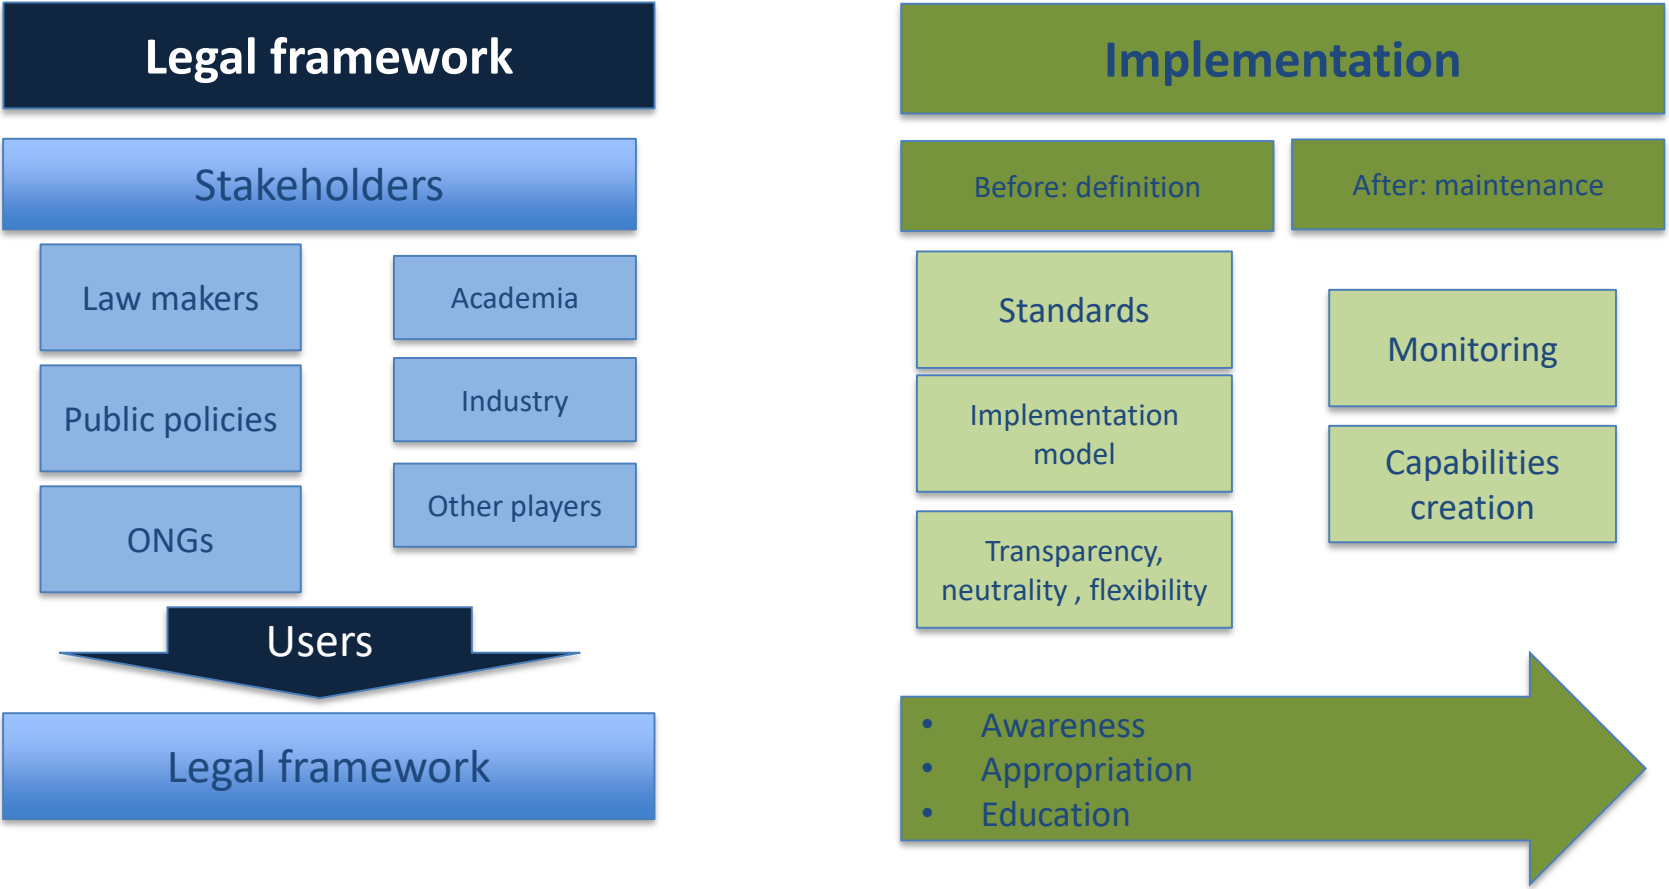 Legal framework
Stakeholders
Law makers
Public policies
ONGs
Academia
Industry
Other players
Users
Legal framework
Implementation
Before: definition
After: maintenance
Standards
Implementation
model
Transparency,
neutrality , flexibility
Monitoring
Capabilities
creation
• Awareness
• Appropriation
• Education